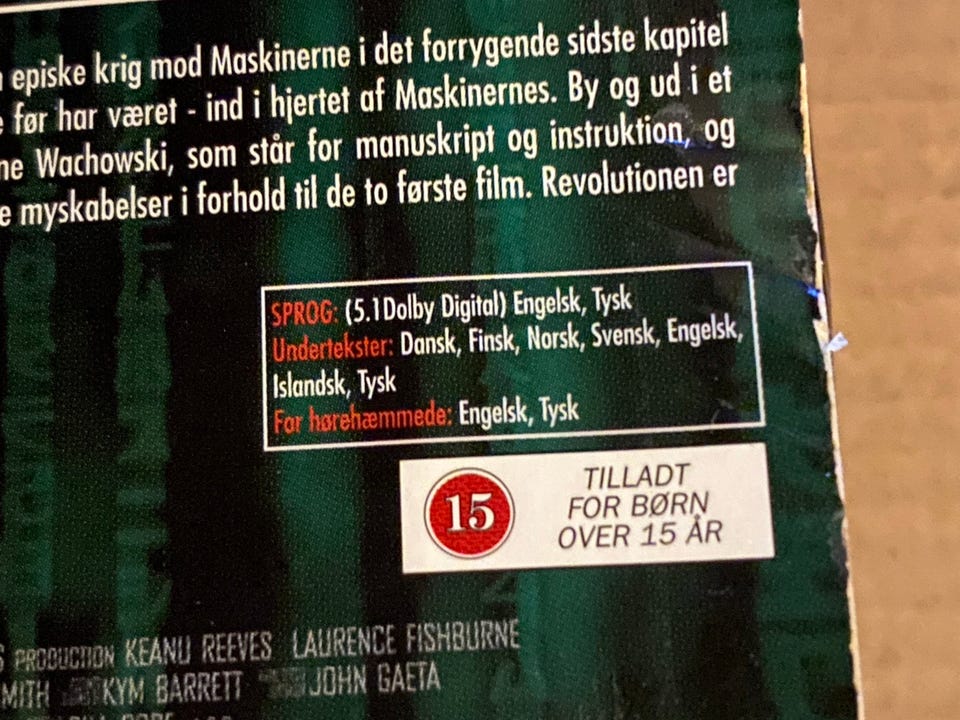 episke krig mod Maskinerne i det forrygende sidste kapitel
før har været - ind i hjertet af Maskinernes. By og ud i et
Wachowski, som står for manuskript og instruktion, og
myskabelser i forhold til de to første film. Revolutionen er
SPROG: (5.1Dolby Digital) Engelsk, Tysk
Undertekster: Dansk, Finsk, Norsk, Svensk, Engelsk,
Islandsk, Tysk
For hørehæmmede: Engelsk, Tysk
15
TILLADT
FOR BØRN
OVER 15 ÅR
PRODUCTION KEANU REEVES LAURENCE FISHBURNE
MITH KYM BARRETT JOHN GAETA